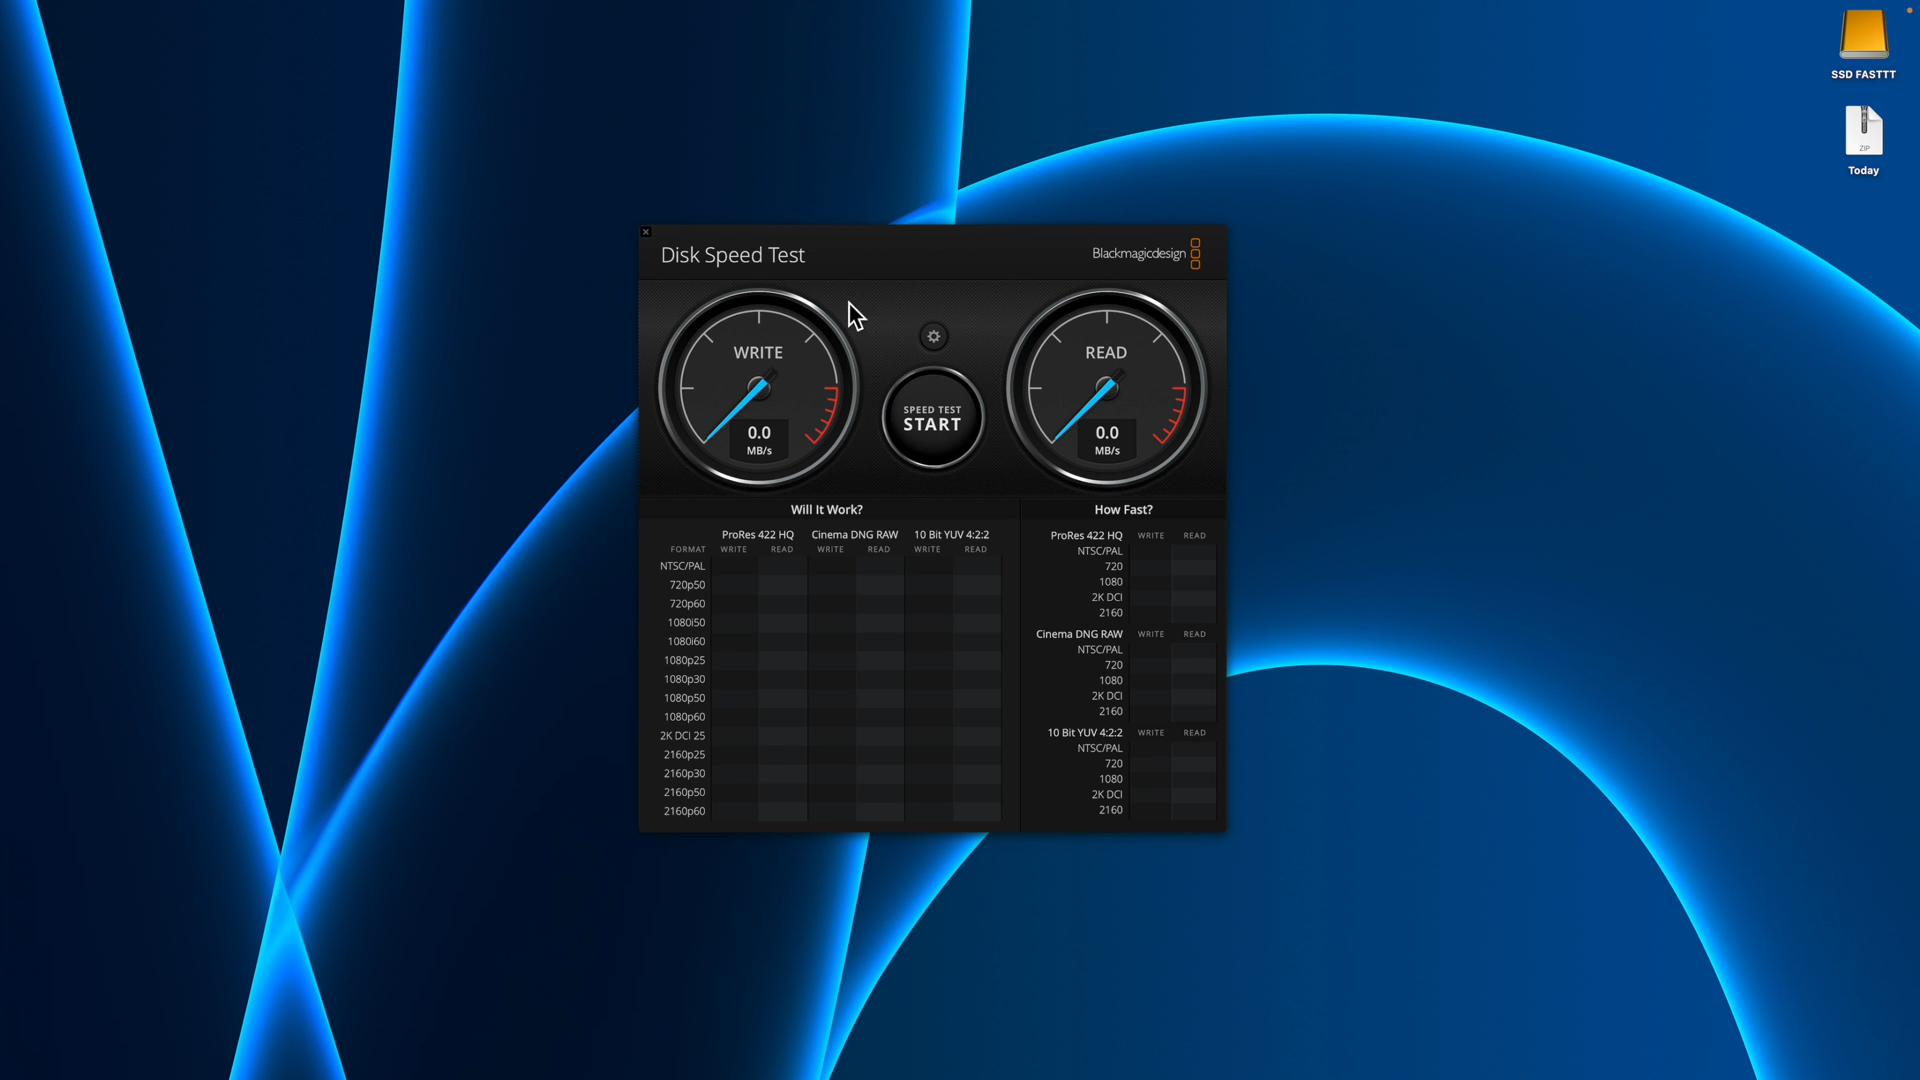 SSD FASTTT
ZIP
Today
Disk Speed Test
Blackmagicdesign
WRITE
0.0
MB/s
SPEED TEST
START
READ
0.0
MB/s
Will It Work?
ProRes 422 HQ Cinema DNG RAW 10 Bit YUV 4:2:2
FORMAT WRITE READ WRITE READ WRITE READ
NTSC/PAL
720p50
720p60
1080i50
1080i60
1080p25
1080p30
1080p50
1080p60
2K DCI 25
2160p25
2160p30
2160p50
2160p60
How Fast?
ProRes 422 HQ WRITE READ
NTSC/PAL
720
1080
2K DCI
2160
Cinema DNG RAW WRITE READ
NTSC/PAL
720
1080
2K DCI
2160
10 Bit YUV 4:2:2 WRITE READ
NTSC/PAL
720
1080
2K DCI
2160